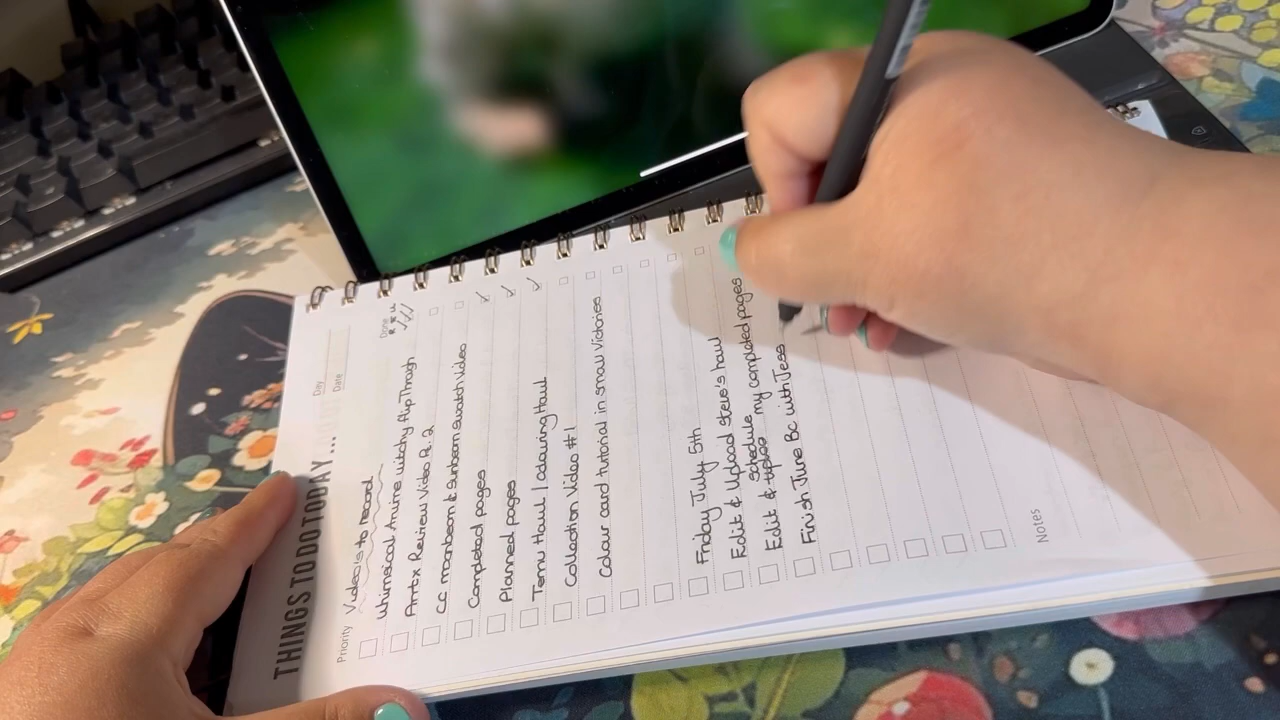 THINGS TO DO TODAY...
Day
Date
Priority
Done
Videos to record
R E U
Whimsical Anime witchy flip Through
Arrtx Review Video Pt. 2
CC moonbeam & sunbeam swatch video
Completed pages
Planned pages
Temu Haul / colouring Haul
Collection Video #1
Colour card tutorial in small victories
Friday July 5th
Edit & Upload Steve's haul
schedule
Edit & my completed pages
Finish June BC with Jess
Notes